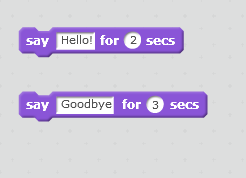 say Hello! for 2 secs
say Goodbye for 3 secs